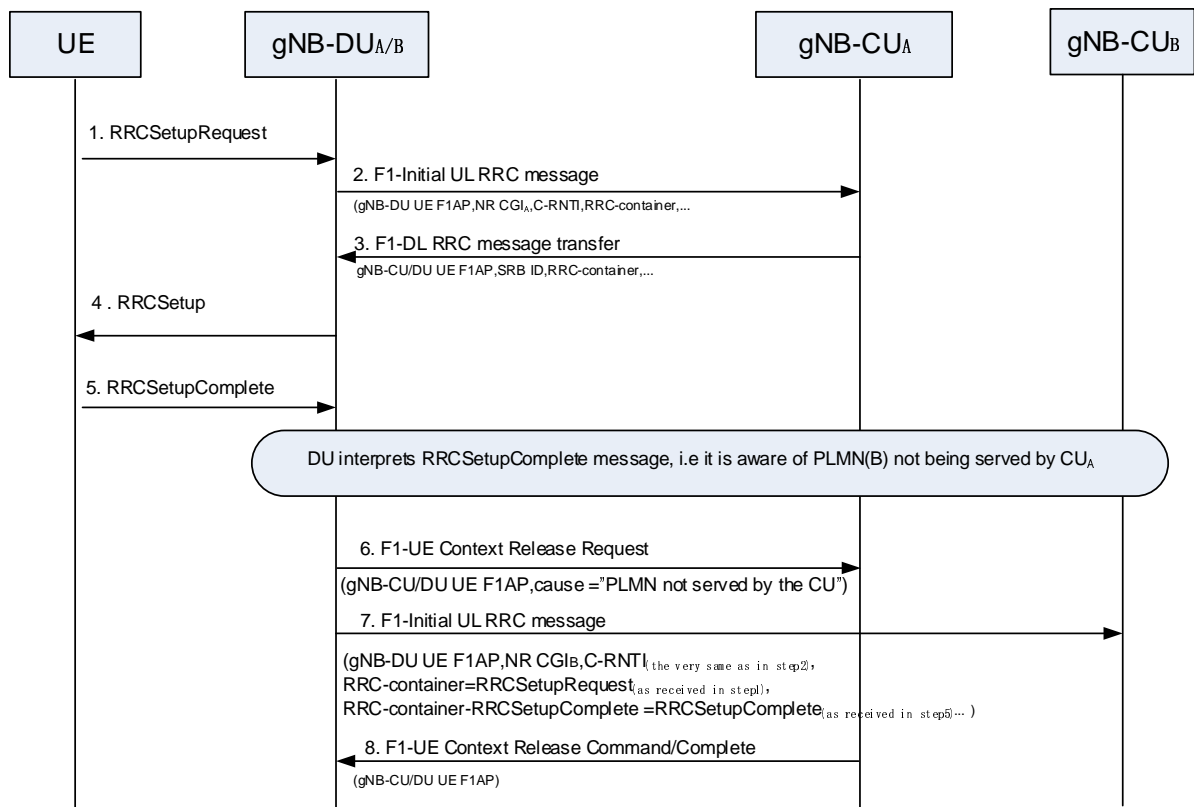 UE
gNB-DUA/B
gNB-CUA
gNB-CUB
1. RRCSetupRequest
2. F1-Initial UL RRC message
(gNB-DU UE F1AP,NR CGIA,C-RNTI,RRC-container,...
3. F1-DL RRC message transfer
gNB-CU/DU UE F1AP,SRB ID,RRC-container,...
4 . RRCSetup
5. RRCSetupComplete
DU interprets RRCSetupComplete message, i.e it is aware of PLMN(B) not being served by CUA
6. F1-UE Context Release Request
(gNB-CU/DU UE F1AP,cause =”PLMN not served by the CU”)
7. F1-Initial UL RRC message
(gNB-DU UE F1AP,NR CGIB,C-RNTI(the very same as in step2),
RRC-container=RRCSetupRequest(as received in step1),
RRC-container-RRCSetupComplete =RRCSetupComplete(as received in step5)… )
8. F1-UE Context Release Command/Complete
(gNB-CU/DU UE F1AP)